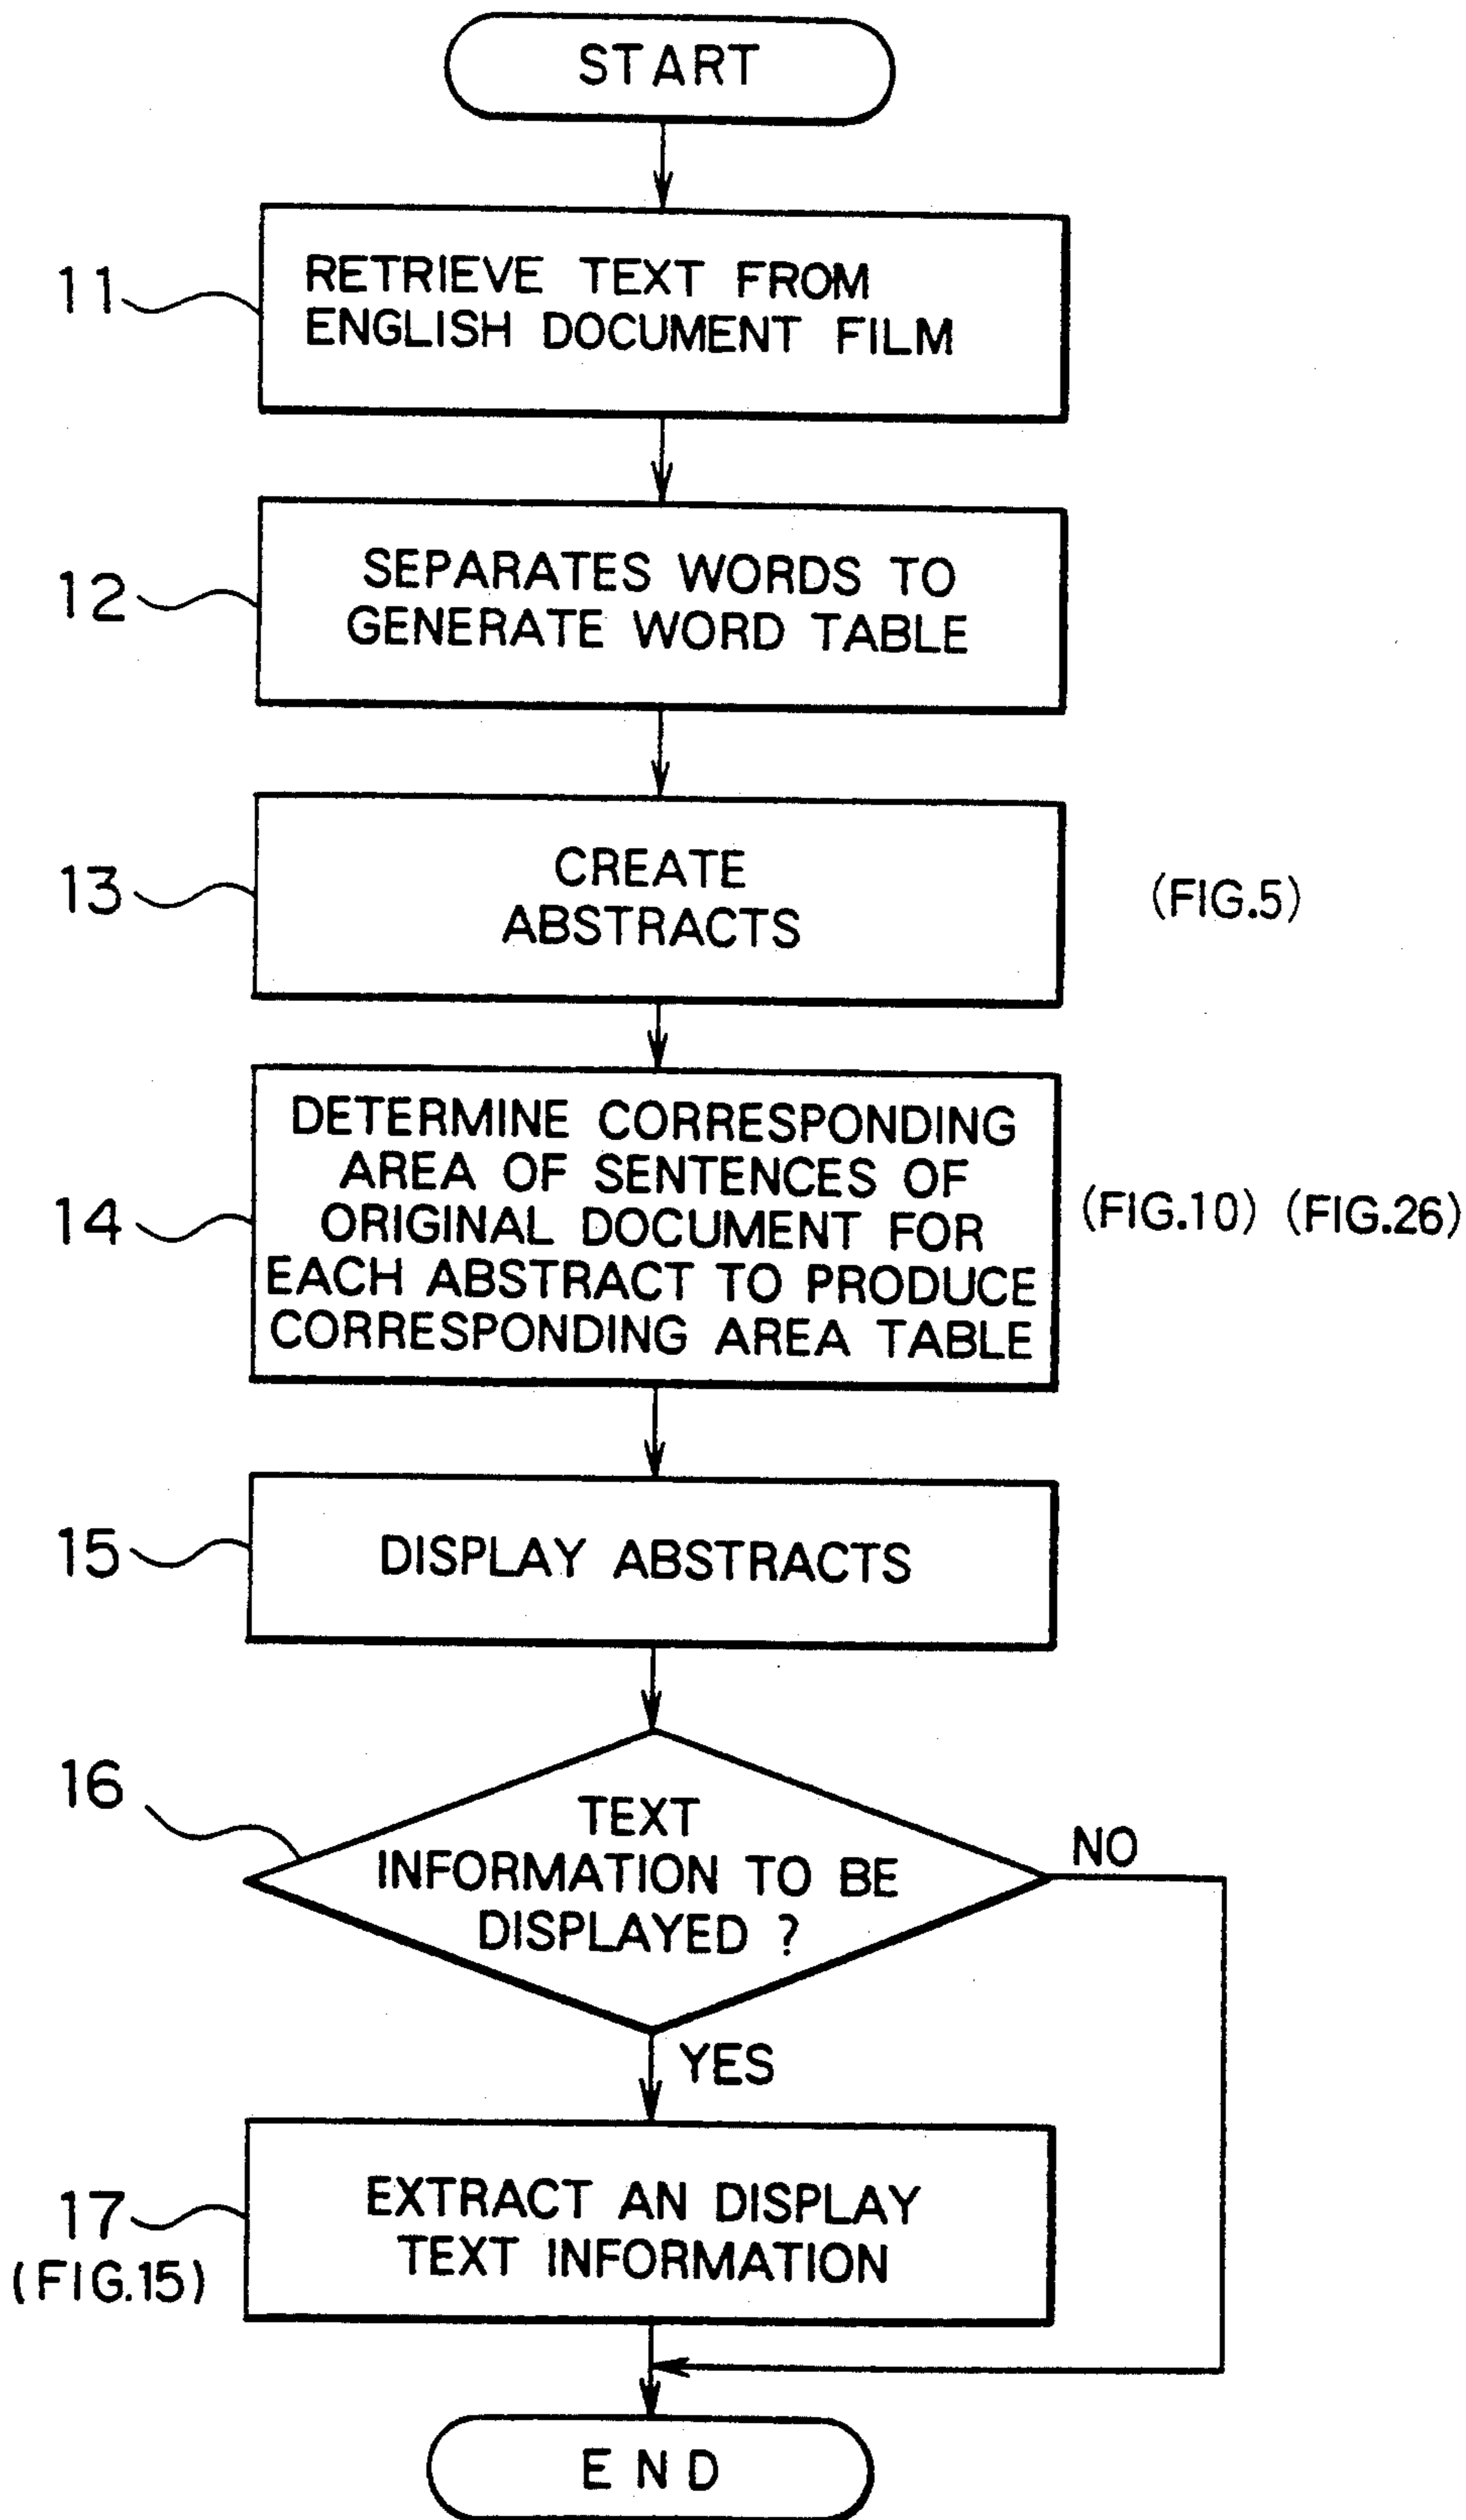 START
11
RETRIEVE TEXT FROM
ENGLISH DOCUMENT FILM
12
SEPARATES WORDS TO
GENERATE WORD TABLE
13
CREATE
ABSTRACTS
(FIG.5)
14
DETERMINE CORRESPONDING
AREA OF SENTENCES OF
ORIGINAL DOCUMENT FOR
EACH ABSTRACT TO PRODUCE
CORRESPONDING AREA TABLE
(FIG.10) (FIG.26)
15
DISPLAY ABSTRACTS
16
TEXT
INFORMATION TO BE
DISPLAYED ?
NO
YES
17
(FIG.15)
EXTRACT AN DISPLAY
TEXT INFORMATION
END